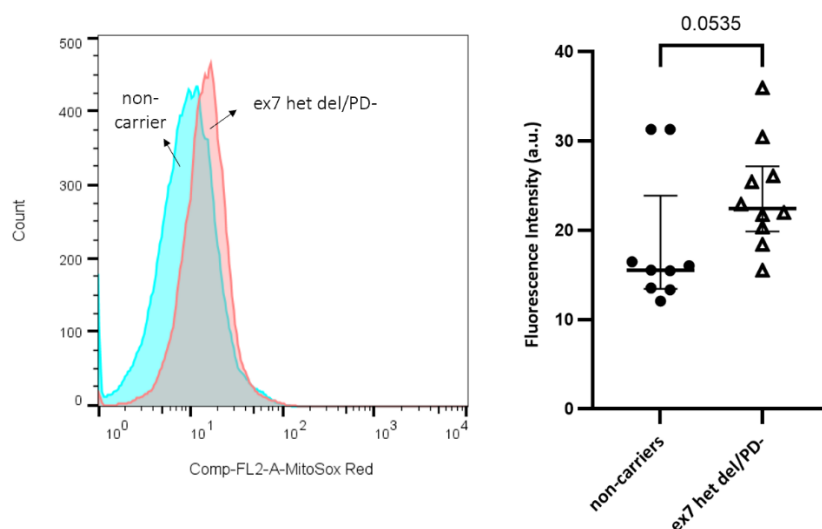 500
400
300
200
100
0
Count
non-
carrier
ex7 het del/PD-
10^0
10^1
10^2
10^3
10^4
Comp-FL2-A-MitoSox Red
0.0535
40
30
20
10
0
Fluorescence Intensity (a.u.)
non-carriers
ex7 het del/PD-